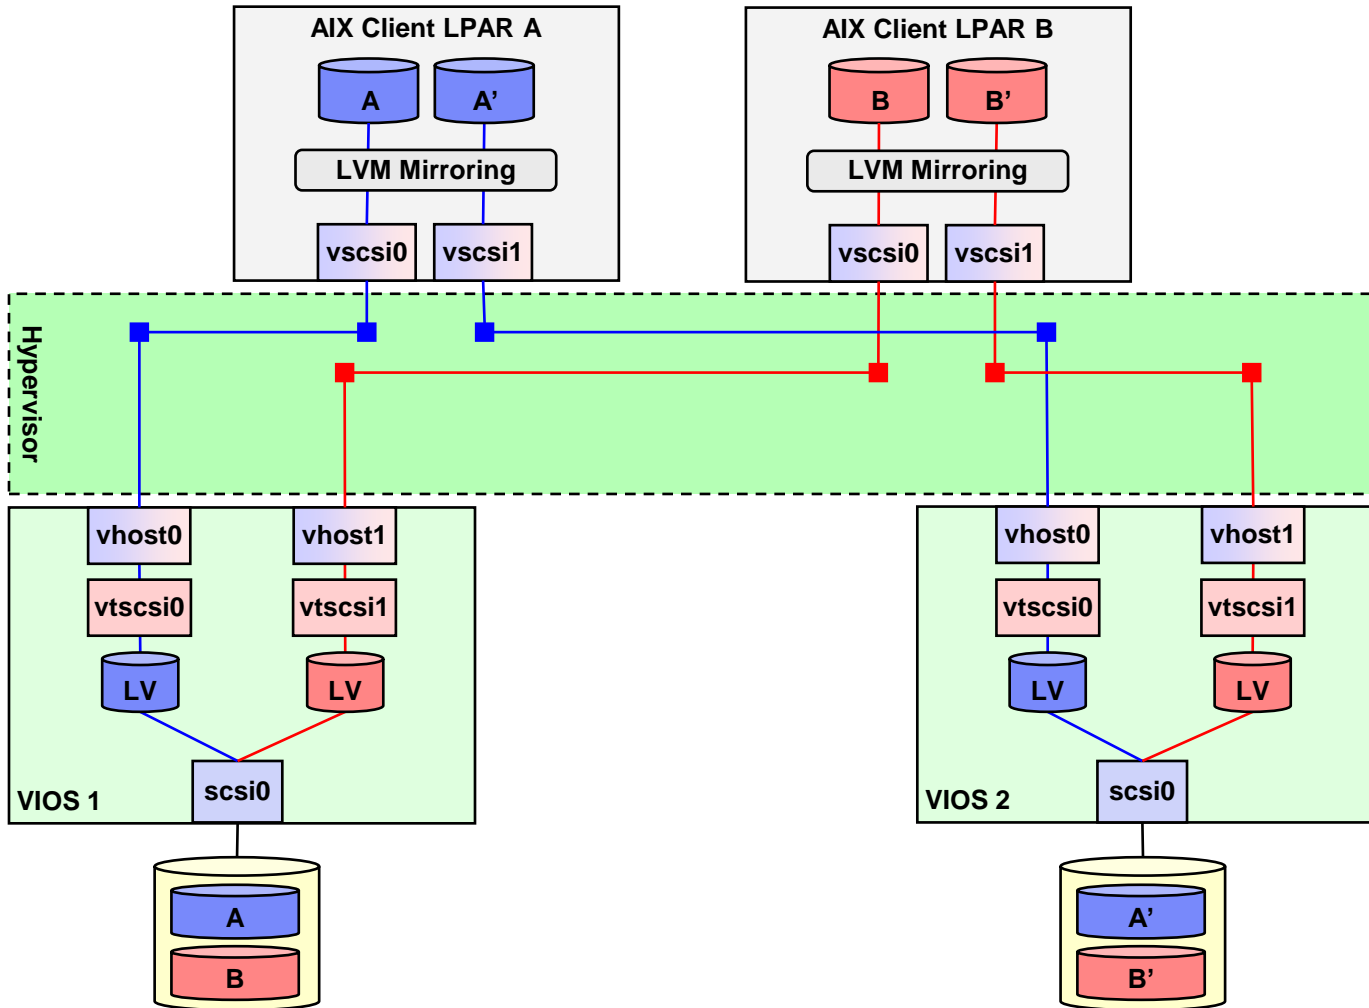 AIX Client LPAR A
AIX Client LPAR B
A
A’
B
B’
LVM Mirroring
LVM Mirroring
vscsi0
vscsi1
vscsi0
vscsi1
Hypervisor
vhost0
vhost1
vhost0
vhost1
vtscsi0
vtscsi1
vtscsi0
vtscsi1
LV
LV
LV
LV
scsi0
scsi0
VIOS 1
VIOS 2
A
A’
B
B’